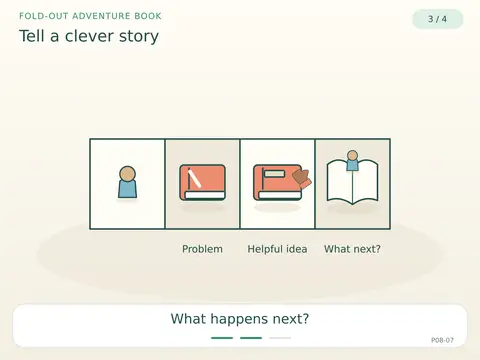 FOLD-OUT ADVENTURE BOOK
Tell a clever story
3 / 4
Problem
Helpful idea
What next?
What happens next?
P08-07